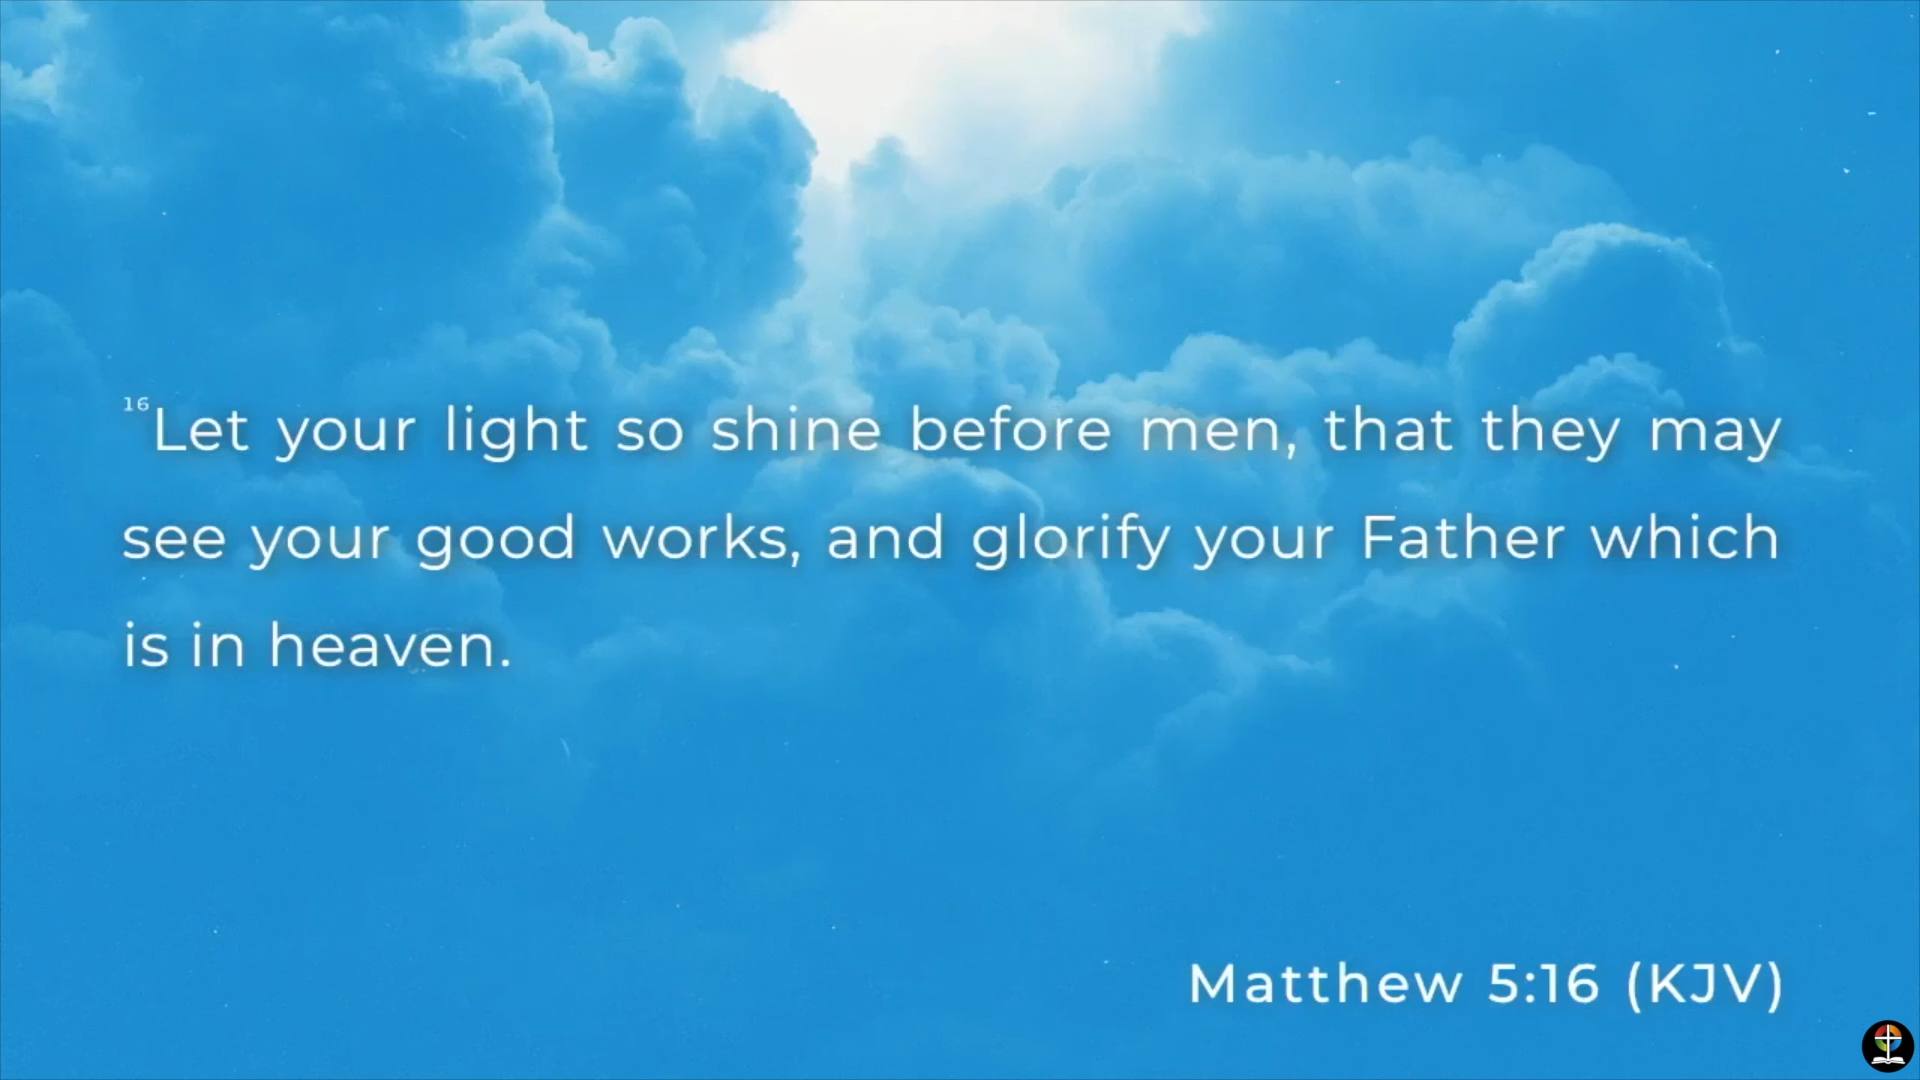 16Let your light so shine before men, that they may
see your good works, and glorify your Father which
is in heaven.
Matthew 5:16 (KJV)